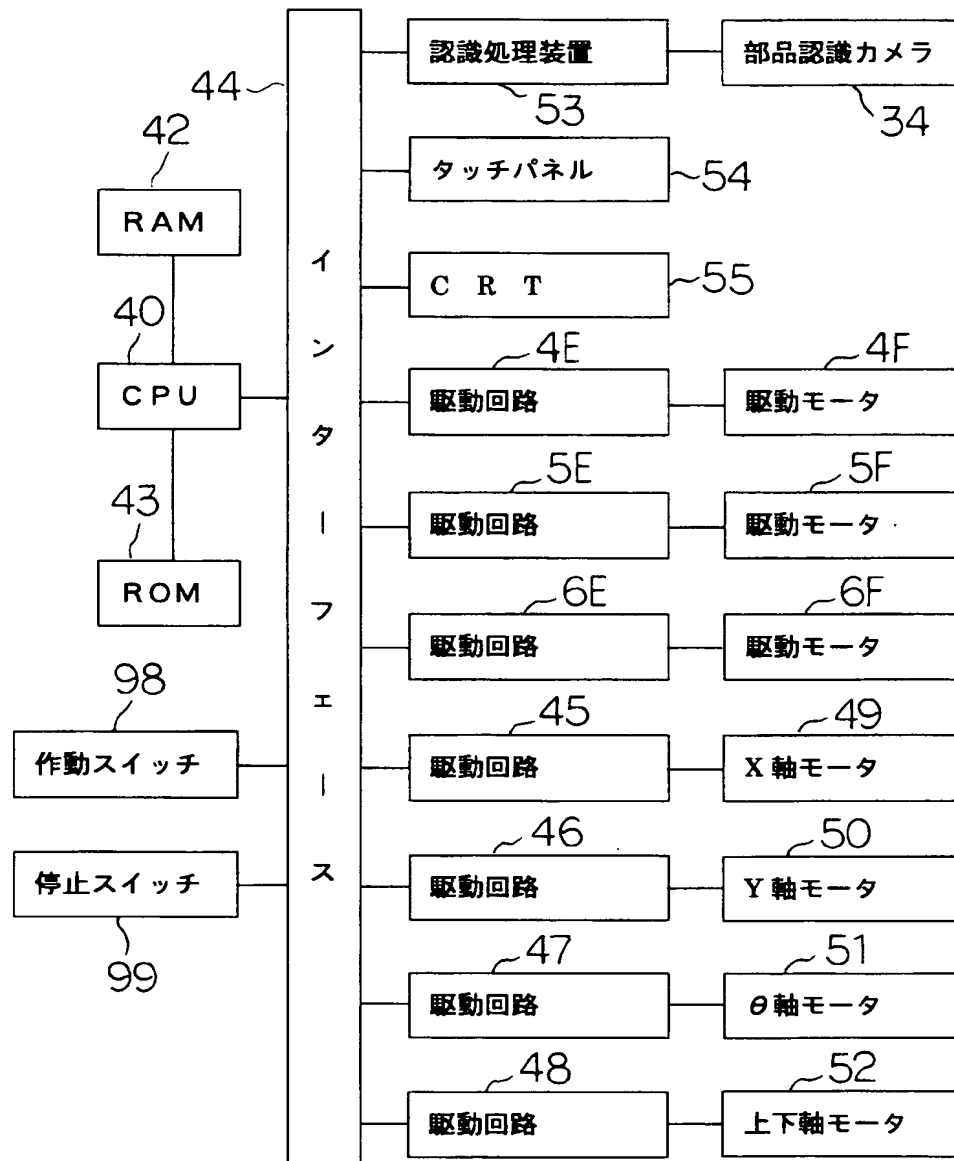 44
認識処理装置
53
部品認識カメラ
34
42
RAM
タッチパネル
54
インターフェース
C R T
55
40
CPU
4E
駆動回路
4F
駆動モータ
43
ROM
5E
駆動回路
5F
駆動モータ
6E
駆動回路
6F
駆動モータ
98
作動スイッチ
45
駆動回路
49
X軸モータ
停止スイッチ
99
46
駆動回路
50
Y軸モータ
47
駆動回路
51
θ軸モータ
48
駆動回路
52
上下軸モータ